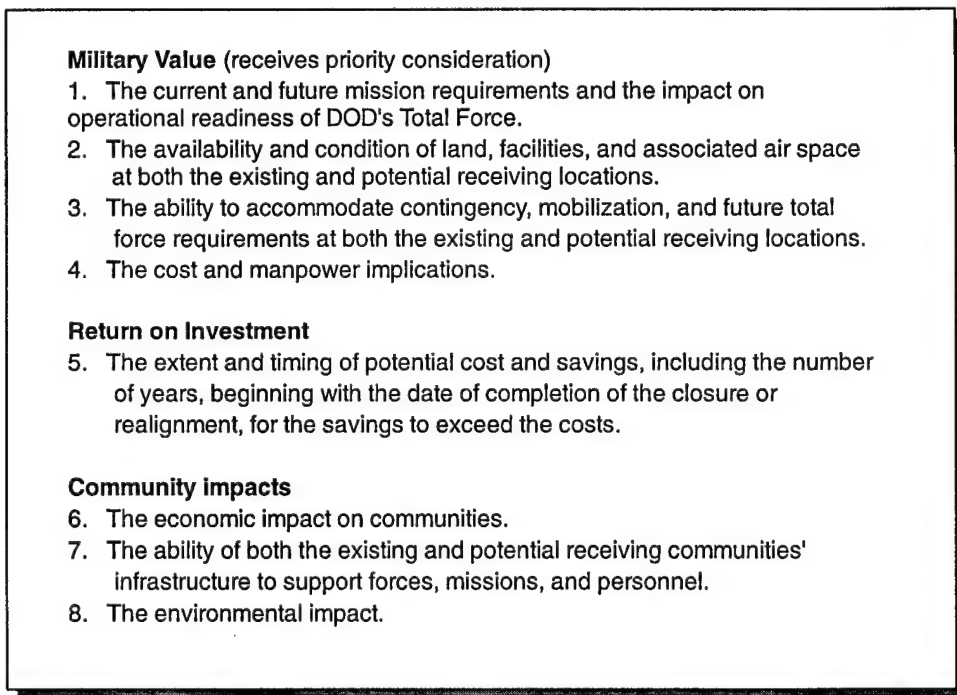 Military Value (receives priority consideration)
1. The current and future mission requirements and the impact on
operational readiness of DOD's Total Force.
2. The availability and condition of land, facilities, and associated air space
at both the existing and potential receiving locations.
3. The ability to accommodate contingency, mobilization, and future total
force requirements at both the existing and potential receiving locations.
4. The cost and manpower implications.
Return on Investment
5. The extent and timing of potential cost and savings, including the number
of years, beginning with the date of completion of the closure or
realignment, for the savings to exceed the costs.
Community impacts
6. The economic impact on communities.
7. The ability of both the existing and potential receiving communities'
infrastructure to support forces, missions, and personnel.
8. The environmental impact.